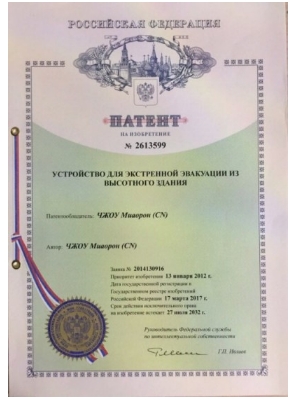 РОССИЙСКАЯ ФЕДЕРАЦИЯ
ПАТЕНТ
НА ИЗОБРЕТЕНИЕ
№ 2613599
УСТРОЙСТВО ДЛЯ ЭКСТРЕННОЙ ЭВАКУАЦИИ ИЗ
ВЫСОТНОГО ЗДАНИЯ
Патентообладатель: ЧЖОУ Миаорон (CN)
Автор: ЧЖОУ Миаорон (CN)
Заявка № 2014130916
Приоритет изобретения 13 января 2012 г.
Дата государственной регистрации в
Государственном реестре изобретений
Российской Федерации 17 марта 2017 г.
Срок действия исключительного права
на изобретение истекает 27 июля 2032 г.
Руководитель Федеральной службы
по интеллектуальной собственности
Г.П. Ивлиев